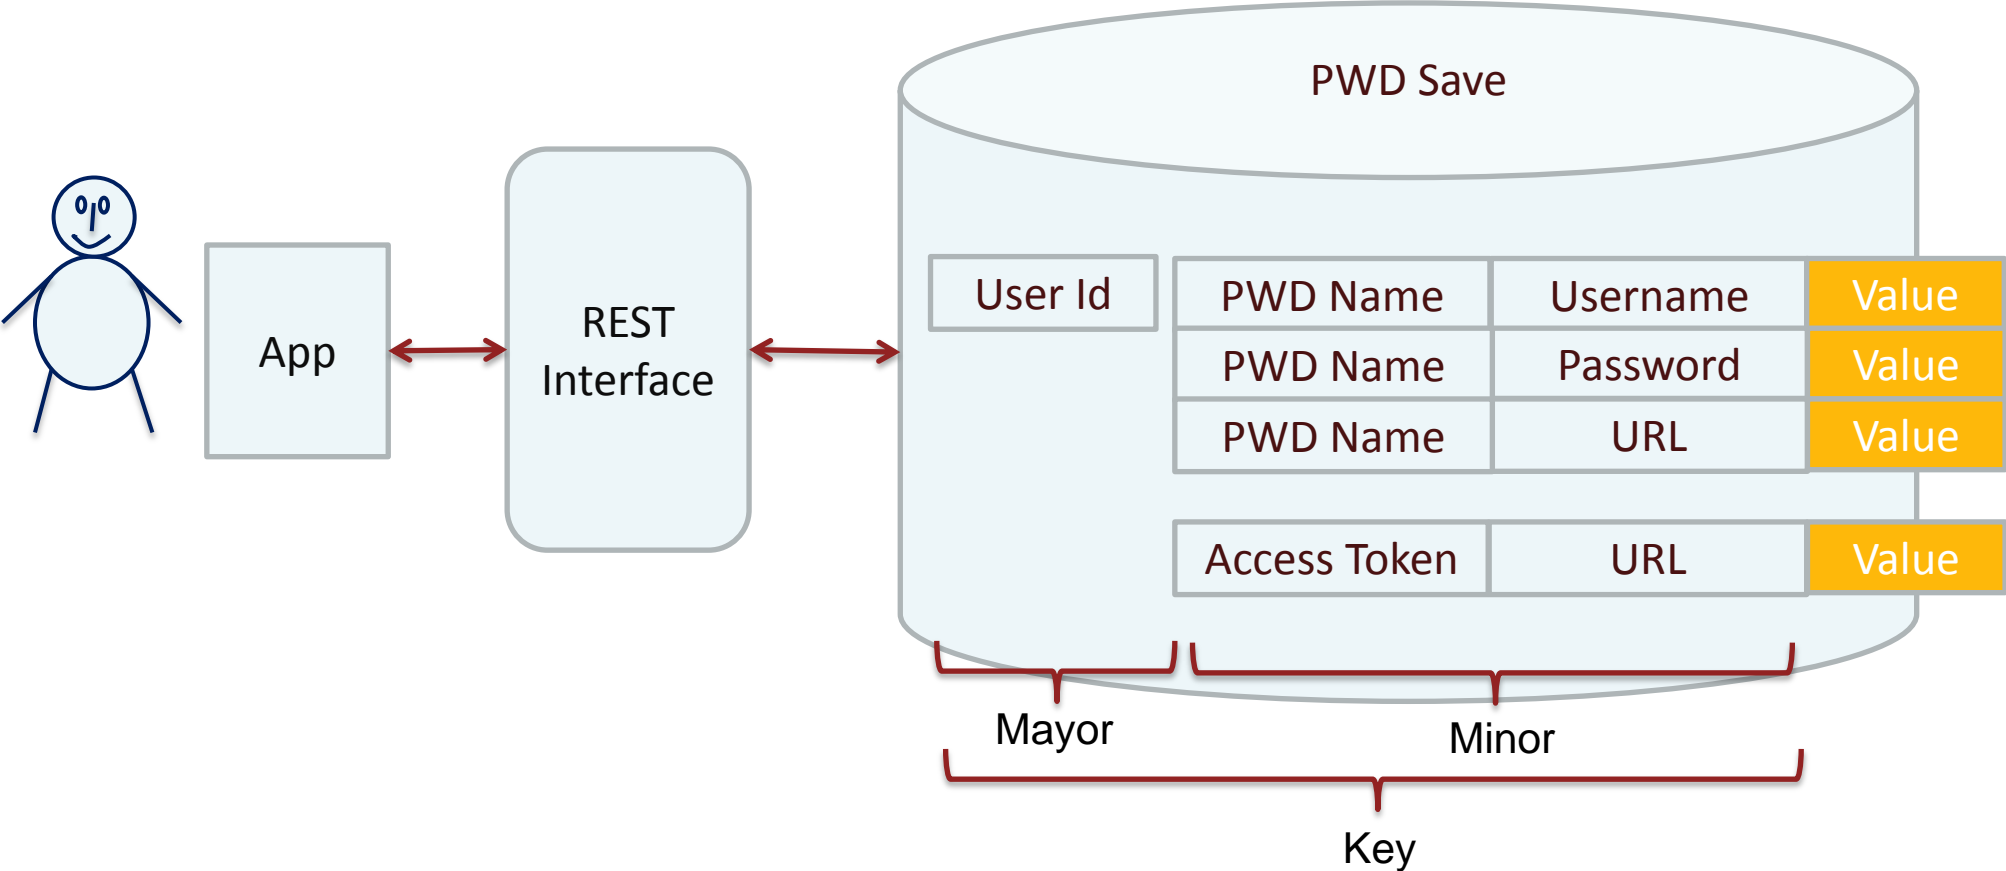 PWD Save
App
REST
Interface
User Id
PWD Name Username Value
PWD Name Password Value
PWD Name URL Value
Access Token URL Value
Mayor
Minor
Key